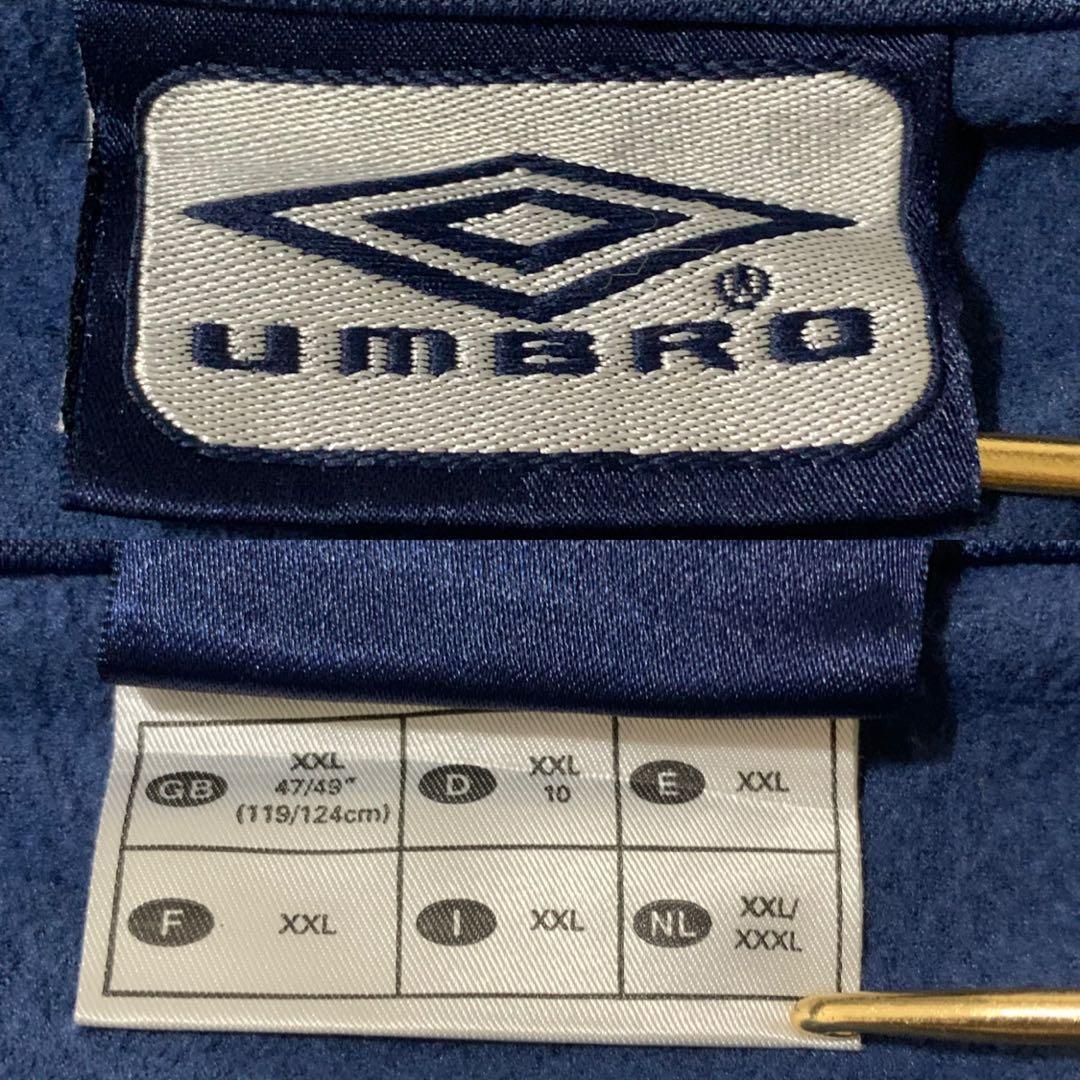 UMBRO
®
GB
XXL
47/49"
(119/124cm)
D
XXL
10
E
XXL
F
XXL
I
XXL
NL
XXL/
XXXL